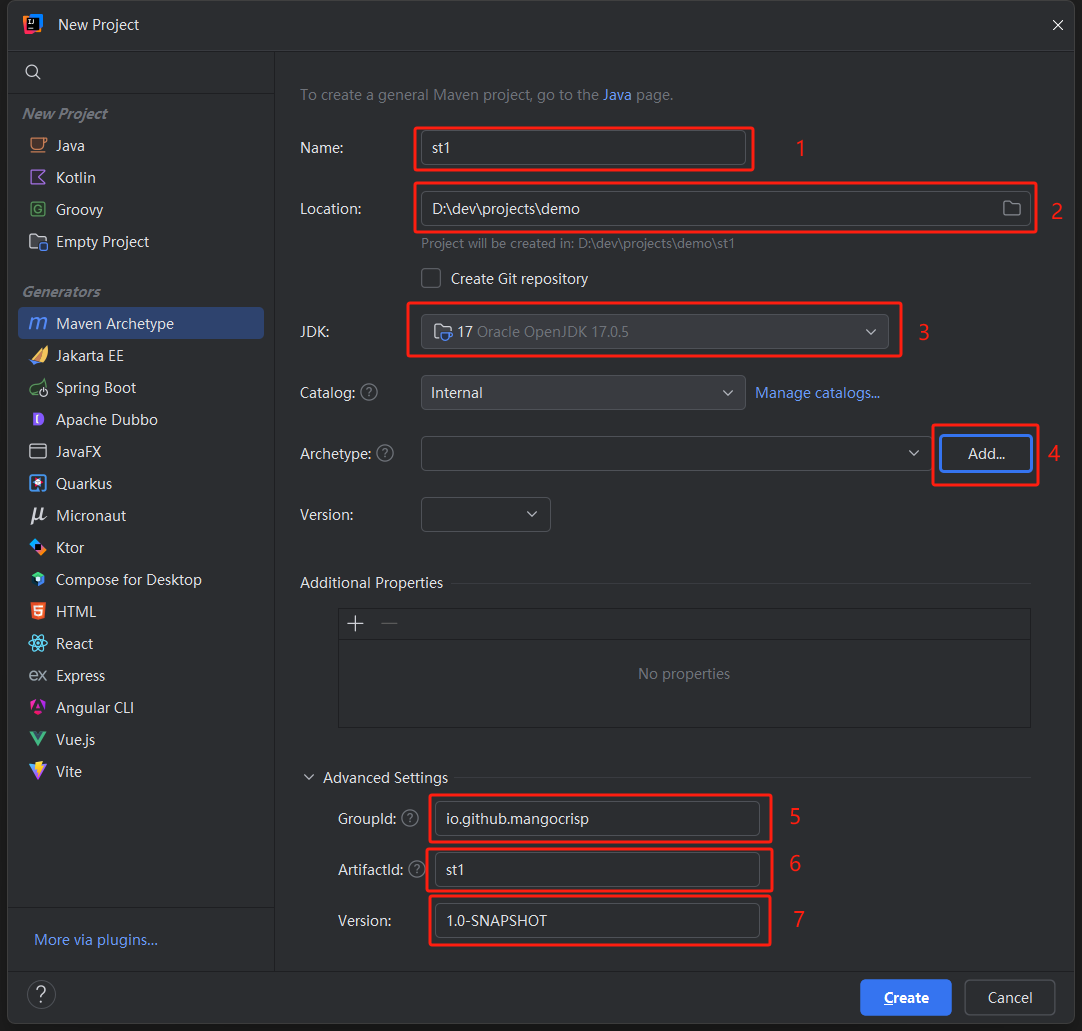 New Project
New Project
Java
Kotlin
Groovy
Empty Project
Generators
Maven Archetype
Jakarta EE
Spring Boot
Apache Dubbo
JavaFX
Quarkus
Micronaut
Ktor
Compose for Desktop
HTML
React
Express
Angular CLI
Vue.js
Vite
More via plugins...
To create a general Maven project, go to the Java page.
Name: st1 1
Location: D:\dev\projects\demo 2
Project will be created in: D:\dev\projects\demo\st1
Create Git repository
JDK: 17 Oracle OpenJDK 17.0.5 3
Catalog: ? Internal Manage catalogs...
Archetype: ? Add... 4
Version:
Additional Properties
No properties
Advanced Settings
GroupId: ? io.github.mangocrisp 5
ArtifactId: ? st1 6
Version: 1.0-SNAPSHOT 7
? Create Cancel